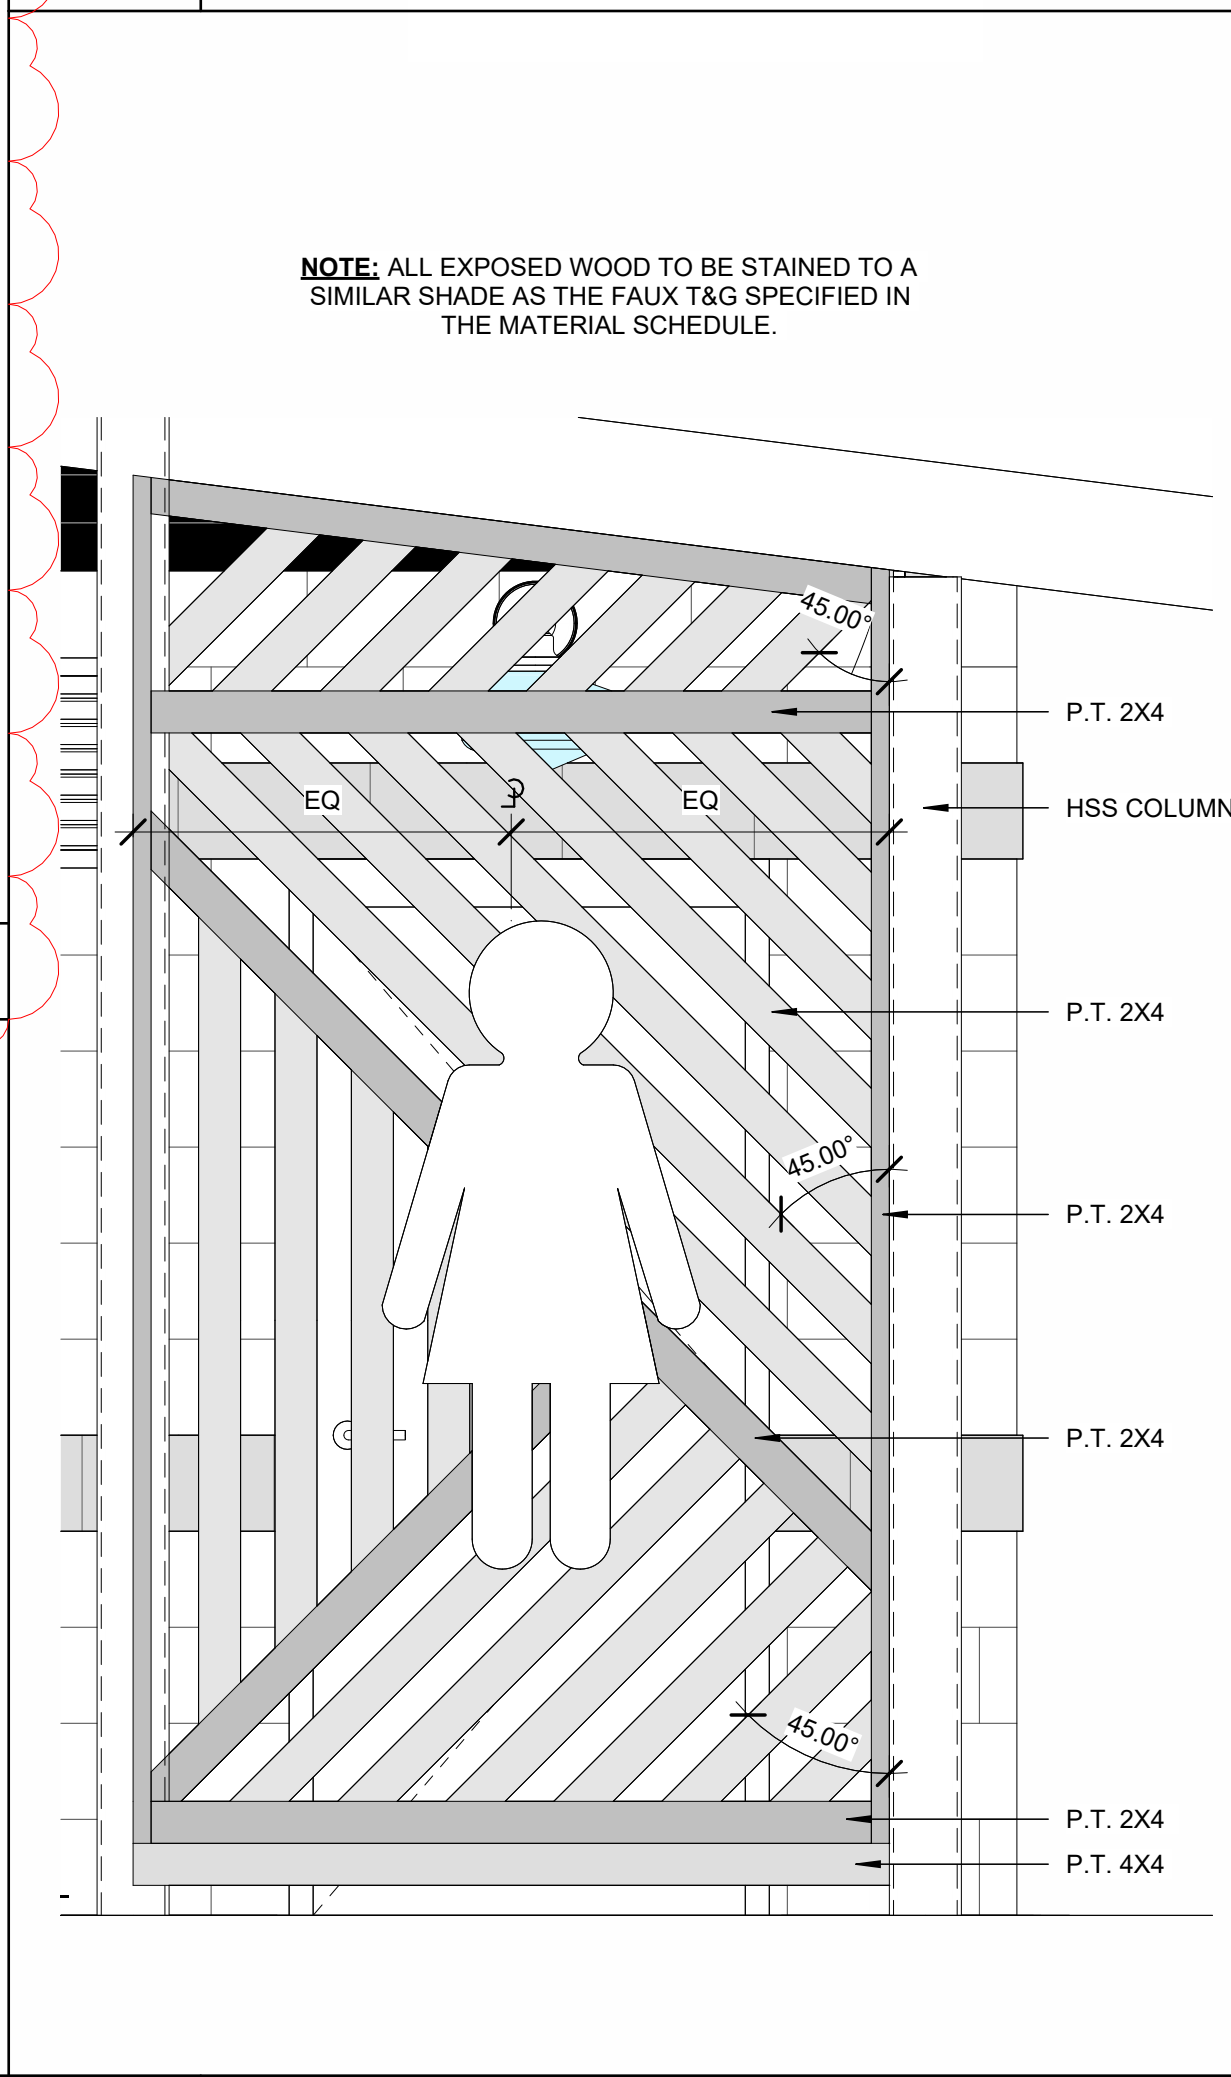 NOTE: ALL EXPOSED WOOD TO BE STAINED TO A
SIMILAR SHADE AS THE FAUX T&G SPECIFIED IN
THE MATERIAL SCHEDULE.
45.00°
P.T. 2X4
EQ
EQ
HSS COLUMN
P.T. 2X4
45.00°
P.T. 2X4
P.T. 2X4
45.00°
P.T. 2X4
P.T. 4X4